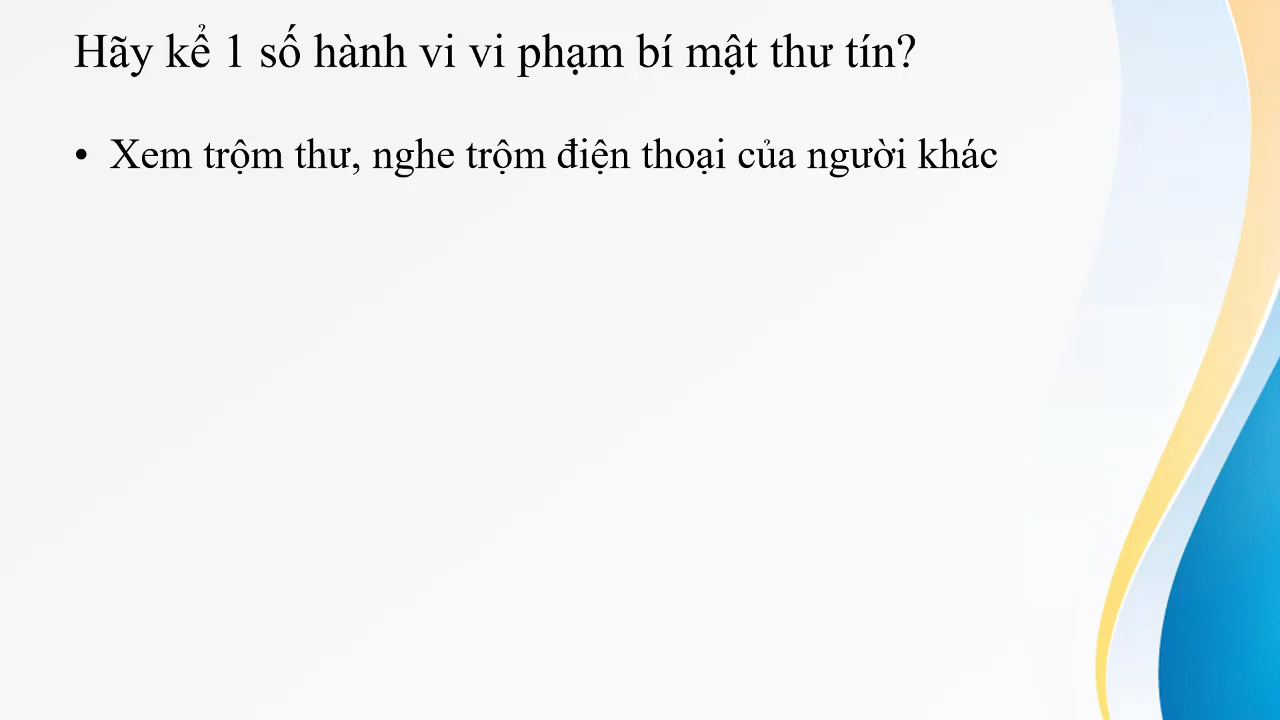 Hãy kể 1 số hành vi vi phạm bí mật thư tín?
• Xem trộm thư, nghe trộm điện thoại của người khác